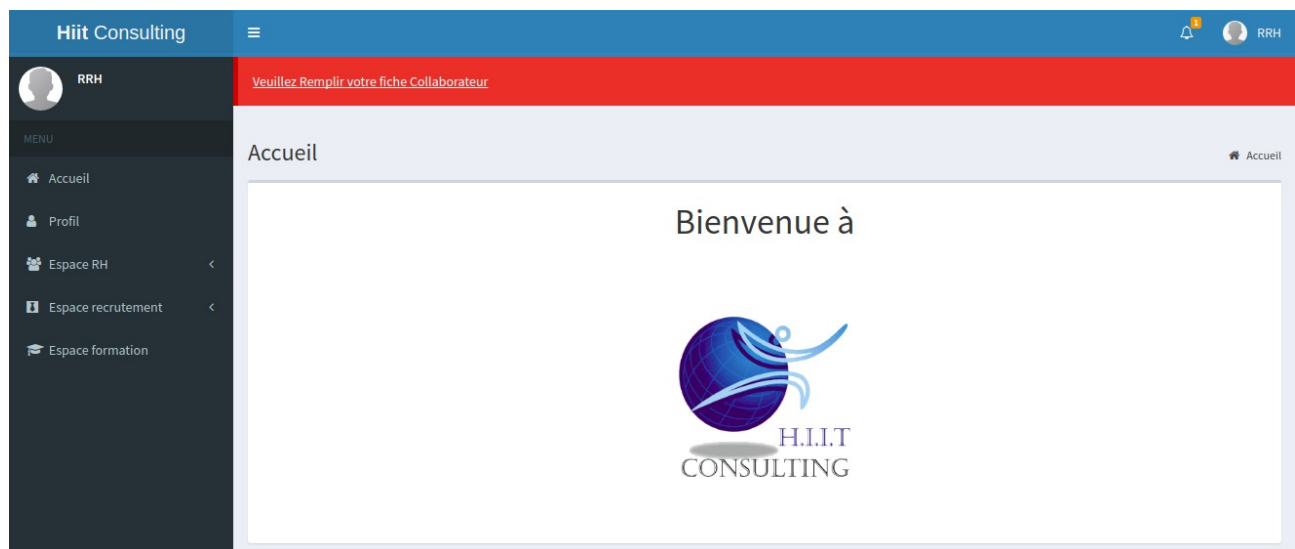 Hiit Consulting
1
RRH
RRH
Veuillez Remplir votre fiche Collaborateur
MENU
Accueil
Profil
Espace RH
Espace recrutement
Espace formation
Accueil
Accueil
Bienvenue à
H.I.I.T
CONSULTING